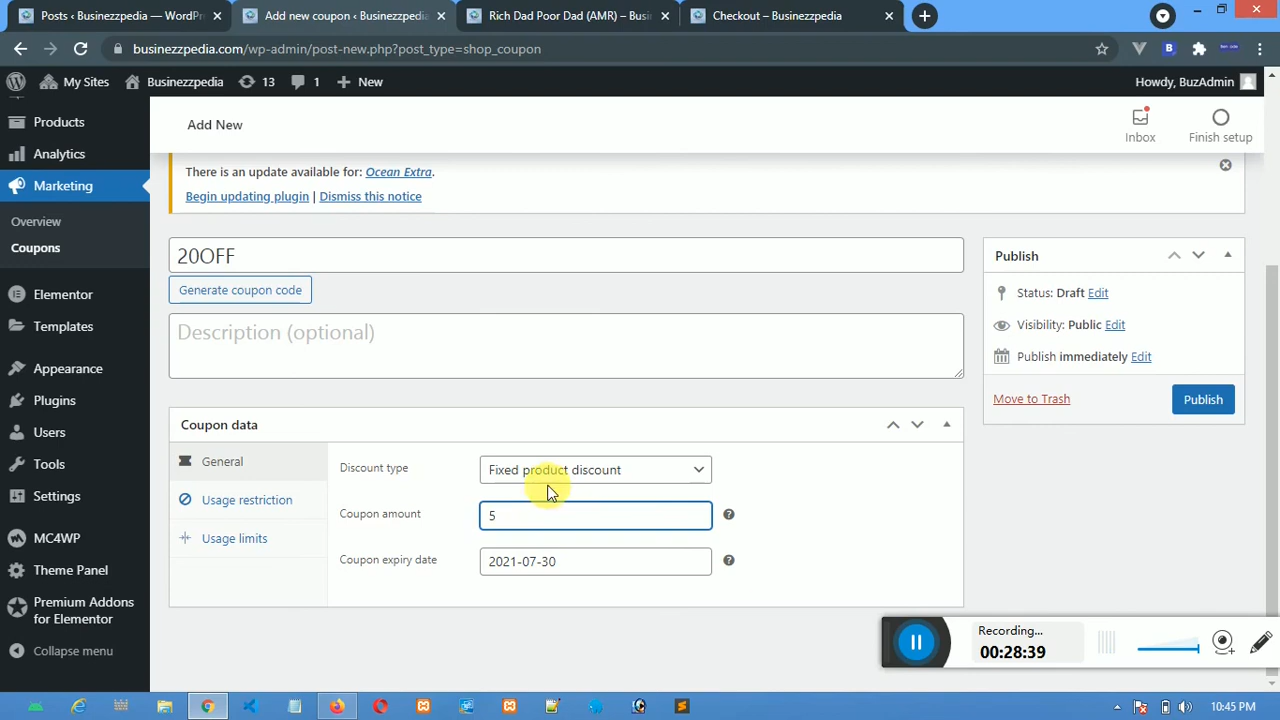 Posts ‹ Businezzpedia — WordPr
Add new coupon ‹ Businezzpedia
Rich Dad Poor Dad (AMR) – Busin
Checkout – Businezzpedia
businezzpedia.com/wp-admin/post-new.php?post_type=shop_coupon
My Sites
Businezzpedia
13
1
New
Howdy, BuzAdmin
Products
Analytics
Marketing
Overview
Coupons
Elementor
Templates
Appearance
Plugins
Users
Tools
Settings
MC4WP
Theme Panel
Premium Addons
for Elementor
Collapse menu
Add New
Inbox
Finish setup
There is an update available for: Ocean Extra.
Begin updating plugin | Dismiss this notice
20OFF
Generate coupon code
Description (optional)
Coupon data
General
Usage restriction
Usage limits
Discount type
Fixed product discount
Coupon amount
5
Coupon expiry date
2021-07-30
Publish
Status: Draft Edit
Visibility: Public Edit
Publish immediately Edit
Move to Trash
Publish
Recording...
00:28:39
10:45 PM